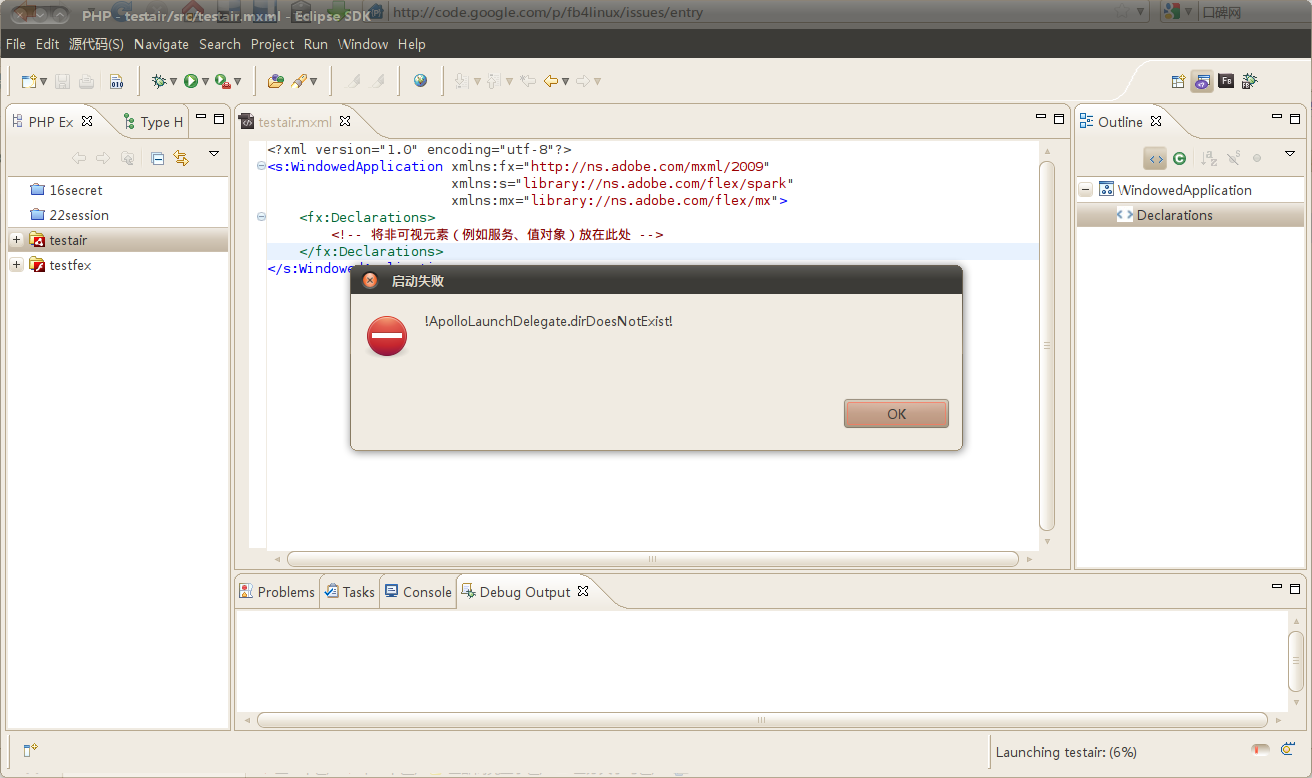 PHP - testair/src/testair.mxml - Eclipse SDK
http://code.google.com/p/fb4linux/issues/entry
口碑网
File Edit 源代码(S) Navigate Search Project Run Window Help
PHP Ex
Type H
testair.mxml
Outline
<?xml version="1.0" encoding="utf-8"?>
<s:WindowedApplication xmlns:fx="http://ns.adobe.com/mxml/2009"
xmlns:s="library://ns.adobe.com/flex/spark"
xmlns:mx="library://ns.adobe.com/flex/mx">
<fx:Declarations>
<!-- 将非可视元素（例如服务、值对象）放在此处 -->
</fx:Declarations>
</s:Windowe
16secret
22session
testair
testfex
WindowedApplication
Declarations
启动失败
!ApolloLaunchDelegate.dirDoesNotExist!
OK
Problems
Tasks
Console
Debug Output
Launching testair: (6%)